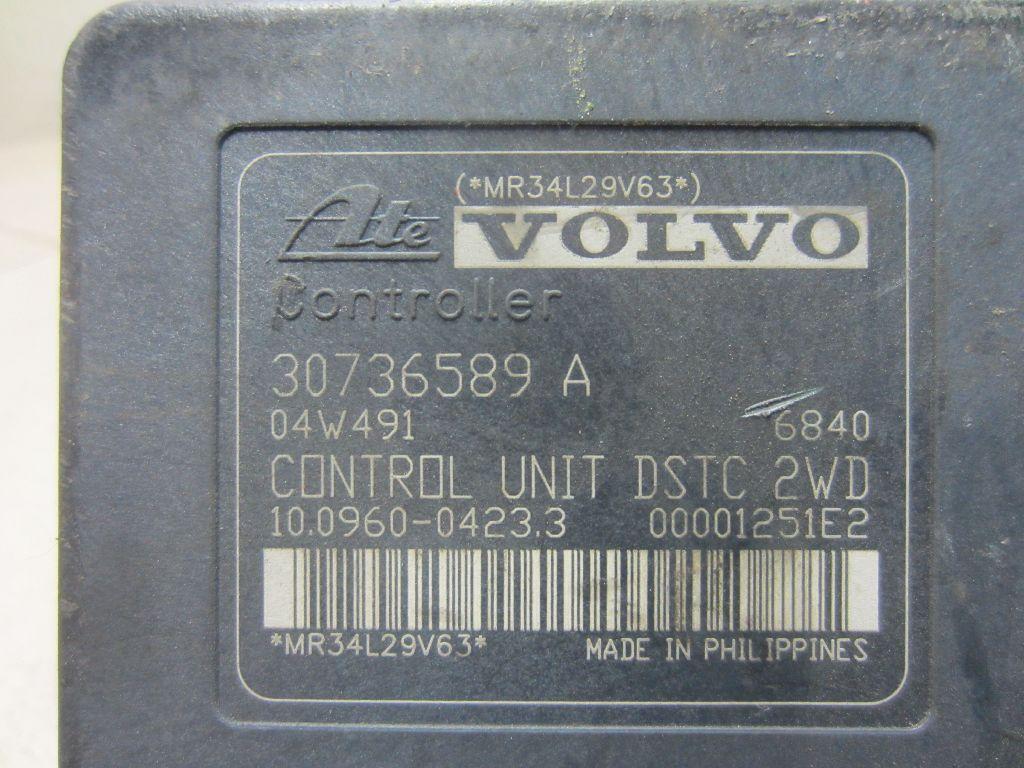 (*MR34L29V63*)
Ate VOLVO
Controller
30736589 A
04W491 6840
CONTROL UNIT DSTC 2WD
10.0960-0423.3 00001251E2
*MR34L29V63* MADE IN PHILIPPINES